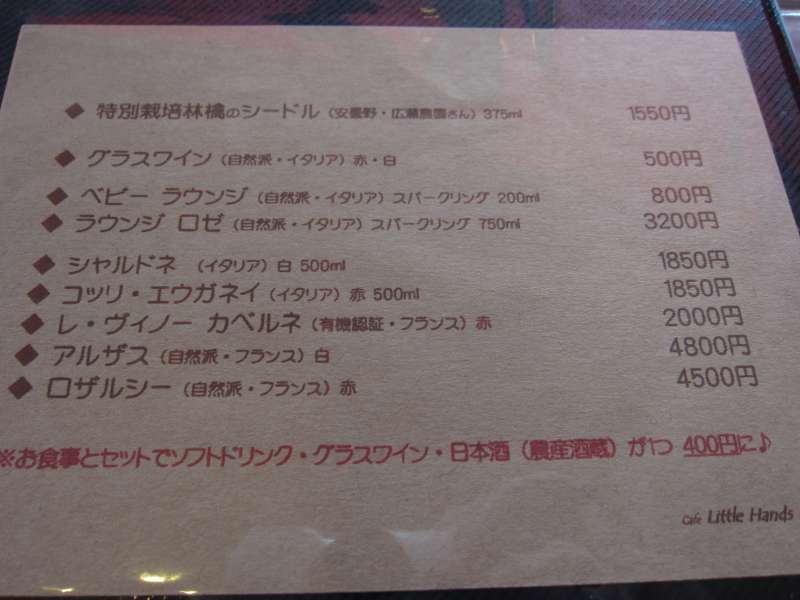 ◆ 特別栽培林檎のシードル（安曇野・広瀬農園さん）375ml 1550円
◆ グラスワイン（自然派・イタリア）赤・白 500円
◆ ベビー ラウンジ（自然派・イタリア）スパークリング 200ml 800円
◆ ラウンジ ロゼ（自然派・イタリア）スパークリング 750ml 3200円
◆ シャルドネ （イタリア）白 500ml 1850円
◆ コッリ・エウガネイ（イタリア）赤 500ml 1850円
◆ レ・ヴィノー カベルネ（有機認証・フランス）赤 2000円
◆ アルザス（自然派・フランス）白 4800円
◆ ロザルシー（自然派・フランス）赤 4500円
※お食事とセットでソフトドリンク・グラスワイン・日本酒（農産酒蔵）が1つ 400円に♪
Cafe Little Hands